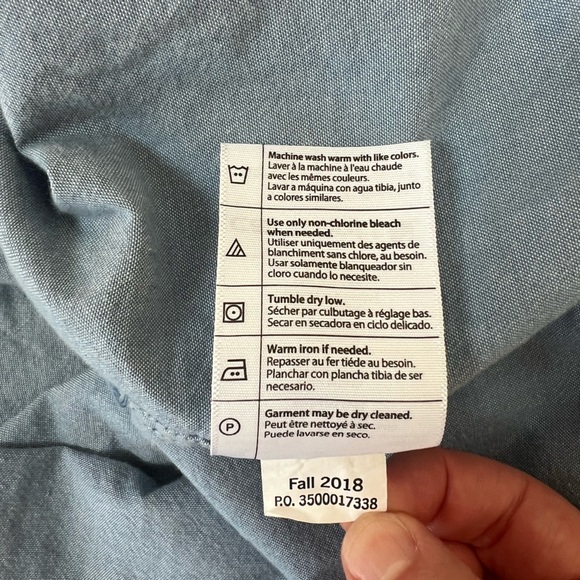 Machine wash warm with like colors.
Laver à la machine à l'eau chaude
avec les mêmes couleurs.
Lavar a máquina con agua tibia, junto
a colores similares.
Use only non-chlorine bleach
when needed.
Utiliser uniquement des agents de
blanchiment sans chlore, au besoin.
Usar solamente blanqueador sin
cloro cuando lo necesite.
Tumble dry low.
Sécher par culbutage à réglage bas.
Secar en secadora en ciclo delicado.
Warm iron if needed.
Repasser au fer tiéde au besoin.
Planchar con plancha tibia de ser
necesario.
P
Garment may be dry cleaned.
Peut être nettoyé à sec.
Puede lavarse en seco.
Fall 2018
P.O. 3500017338